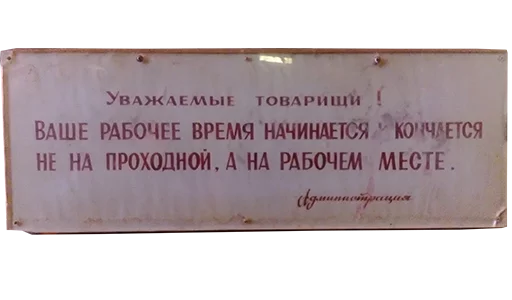 Уважаемые товарищи !
Ваше рабочее время начинается и кончается
не на проходной, а на рабочем месте.
Администрация